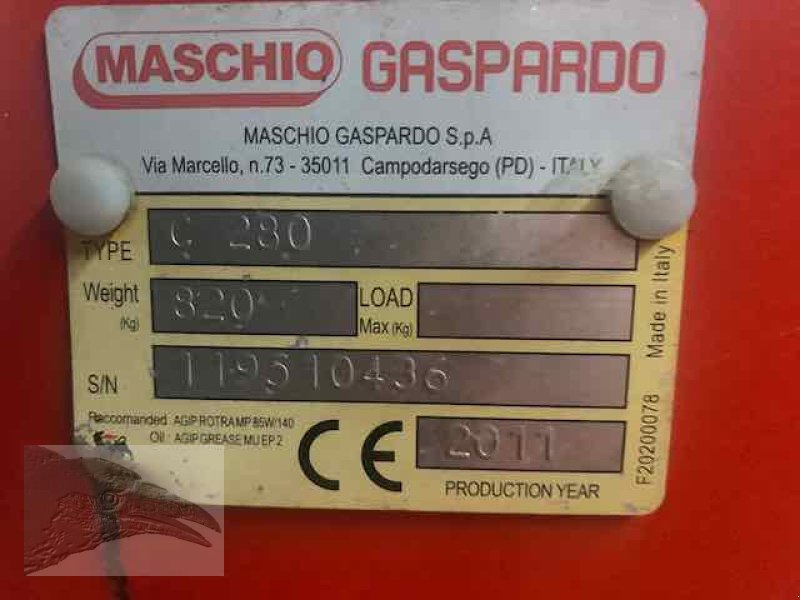 MASCHIO GASPARDO
MASCHIO GASPARDO S.p.A
Via Marcello, n.73 - 35011 Campodarsego (PD) - ITALY
TYPE C 280
Weight (Kg) 820 LOAD Max (Kg)
S/N 119510436
Raccomanded Oil : AGIP ROTRA MP 85W/140
AGIP GREASE MU EP 2
CE 2011
PRODUCTION YEAR
F20200078 Made in Italy